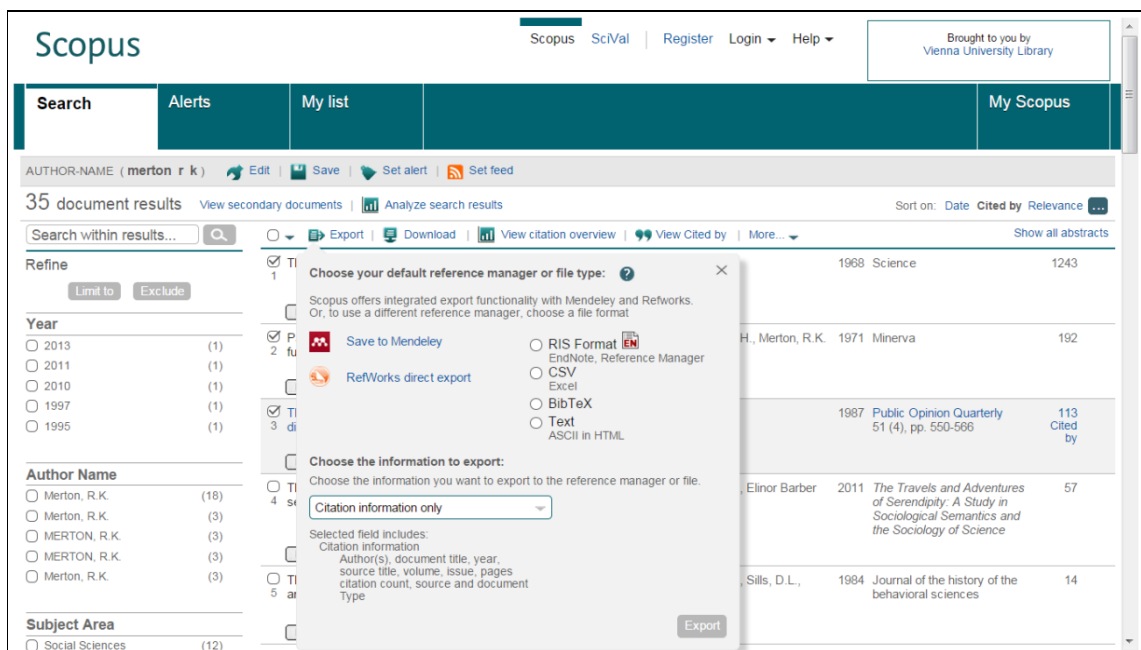 Scopus
Scopus SciVal Register Login Help
Brought to you by
Vienna University Library
Search Alerts My list My Scopus
AUTHOR-NAME ( merton r k ) Edit | Save | Set alert | Set feed
35 document results View secondary documents | Analyze search results Sort on: Date Cited by Relevance ...
Search within results... Export | Download | View citation overview | View Cited by | More... Show all abstracts
Refine
Limit to Exclude
Year
2013 (1)
2011 (1)
2010 (1)
1997 (1)
1995 (1)
Author Name
Merton, R.K. (18)
Merton, R.K. (3)
MERTON, R.K. (3)
MERTON, R.K. (3)
Merton, R.K. (3)
Subject Area
Social Sciences (12)
Choose your default reference manager or file type: ?
Scopus offers integrated export functionality with Mendeley and Refworks.
Or, to use a different reference manager, choose a file format
Save to Mendeley
RefWorks direct export
RIS Format EN
EndNote, Reference Manager
CSV
Excel
BibTeX
Text
ASCII in HTML
Choose the information to export:
Choose the information you want to export to the reference manager or file.
Citation information only
Selected field includes:
Citation information
Author(s), document title, year,
source title, volume, issue, pages
citation count, source and document
Type
Export
1 1968 Science 1243
2 H., Merton, R.K. 1971 Minerva 192
3 1987 Public Opinion Quarterly 113
51 (4), pp. 550-566 Cited
by
4 , Elinor Barber 2011 The Travels and Adventures 57
of Serendipity: A Study in
Sociological Semantics and
the Sociology of Science
5 , Sills, D.L., 1984 Journal of the history of the 14
behavioral sciences